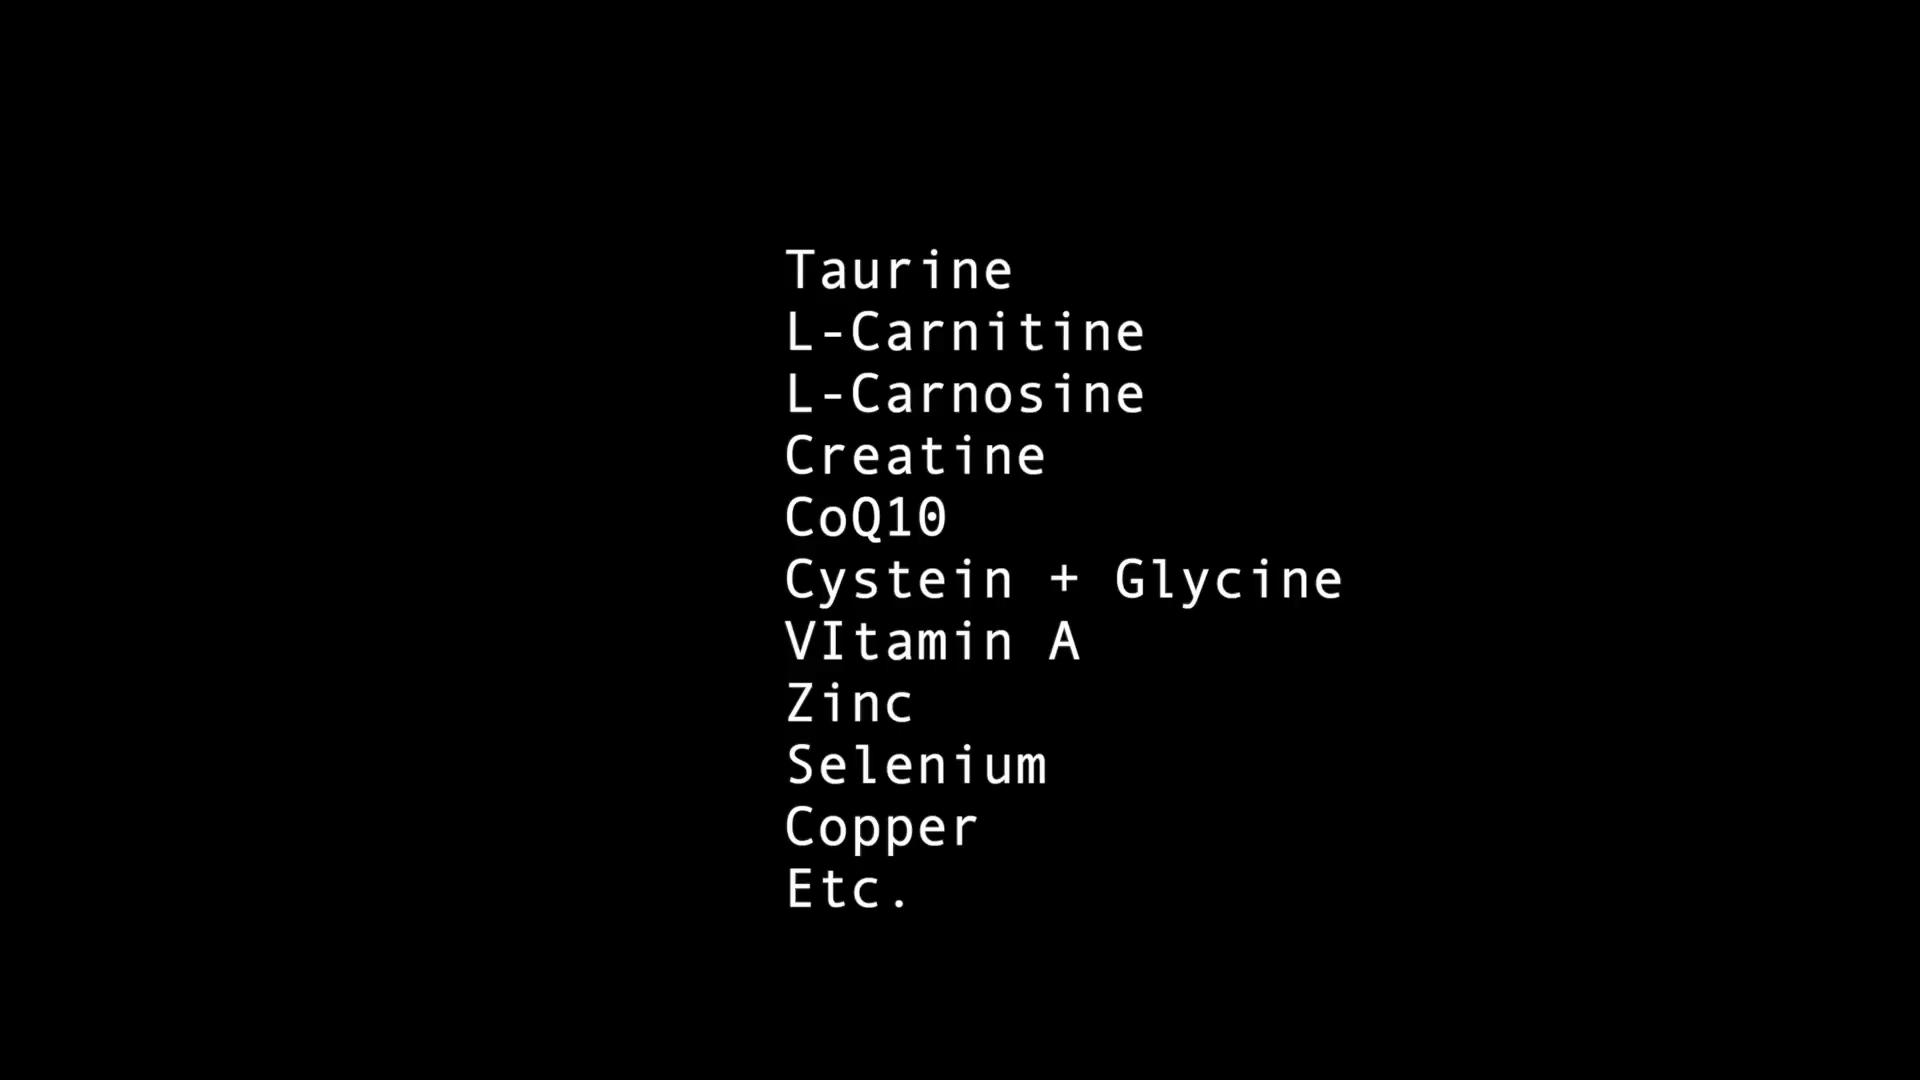 Taurine
L-Carnitine
L-Carnosine
Creatine
CoQ10
Cystein + Glycine
VItamin A
Zinc
Selenium
Copper
Etc.